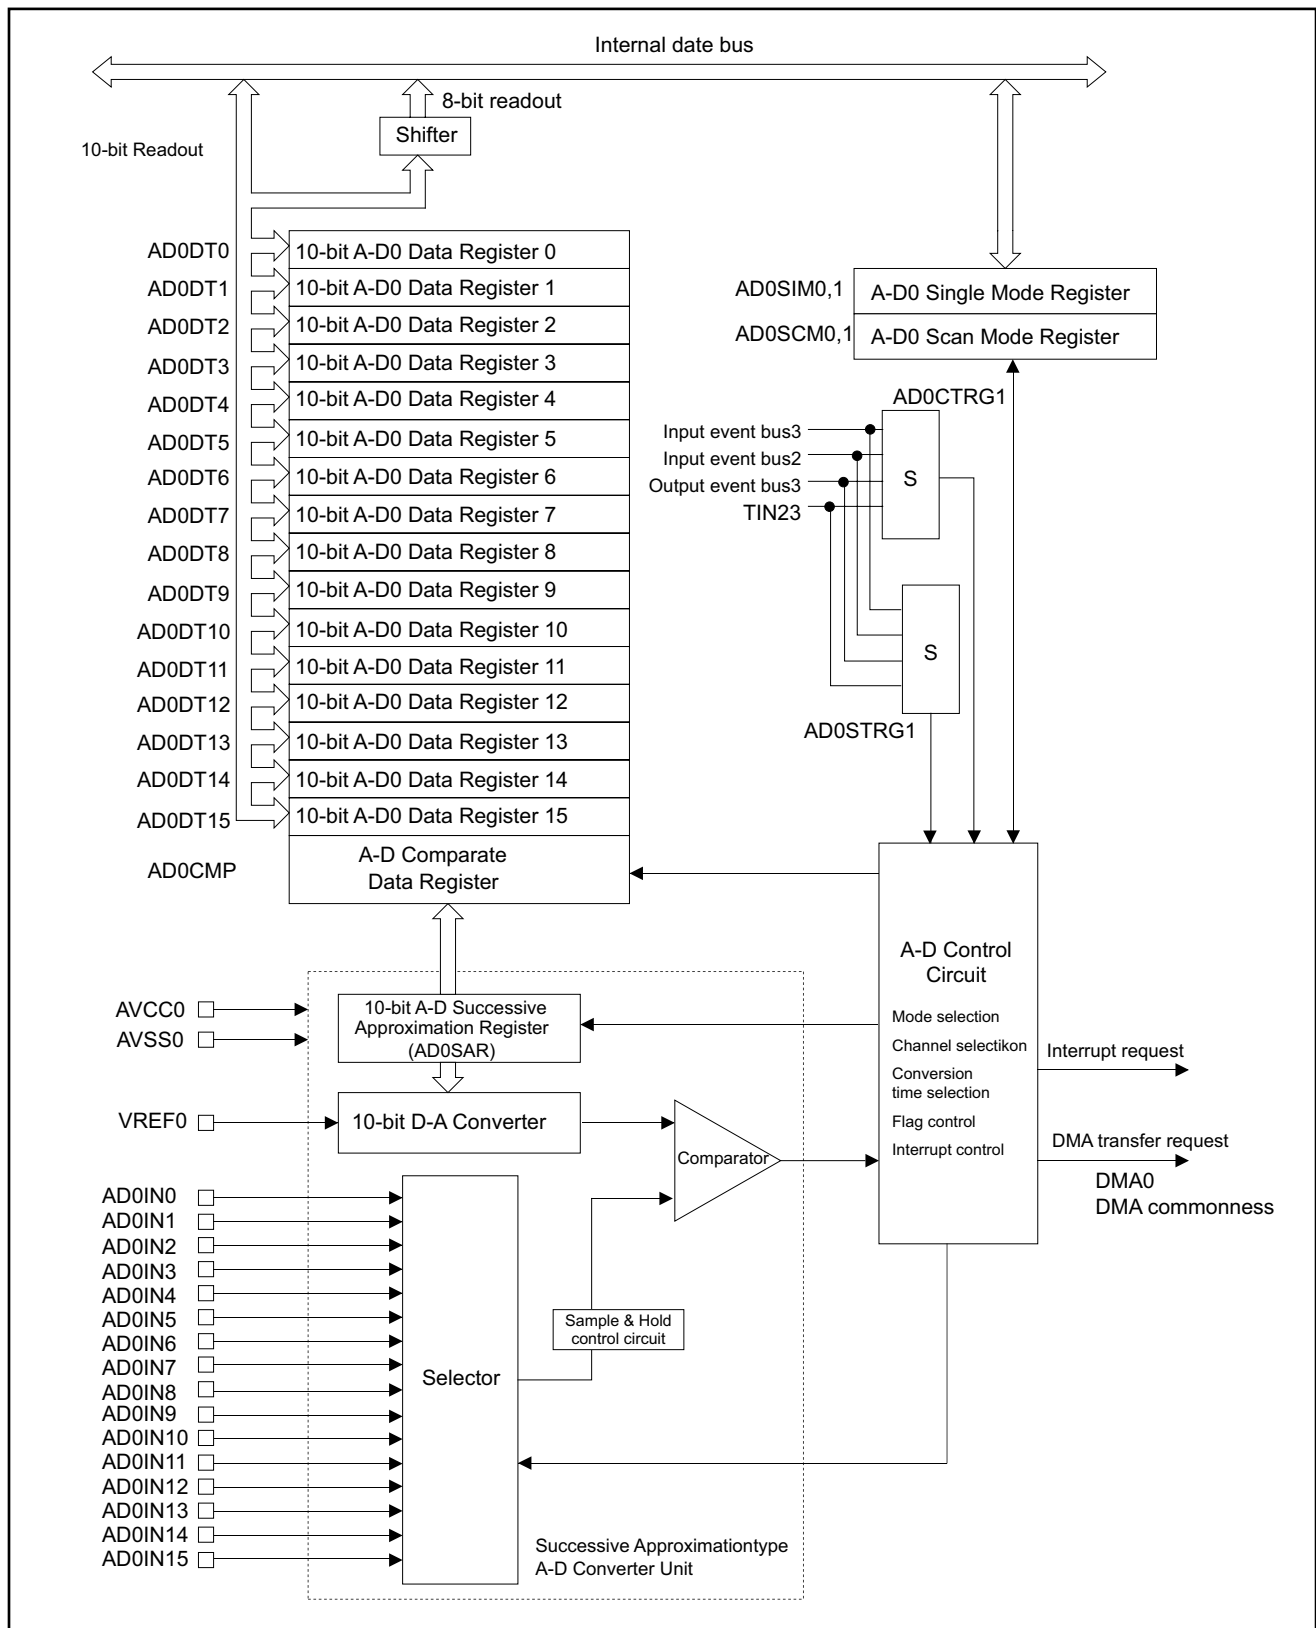 Internal date bus
8-bit readout
Shifter
10-bit Readout
AD0DT0 10-bit A-D0 Data Register 0
AD0DT1 10-bit A-D0 Data Register 1
AD0DT2 10-bit A-D0 Data Register 2
AD0DT3 10-bit A-D0 Data Register 3
AD0DT4 10-bit A-D0 Data Register 4
AD0DT5 10-bit A-D0 Data Register 5
AD0DT6 10-bit A-D0 Data Register 6
AD0DT7 10-bit A-D0 Data Register 7
AD0DT8 10-bit A-D0 Data Register 8
AD0DT9 10-bit A-D0 Data Register 9
AD0DT10 10-bit A-D0 Data Register 10
AD0DT11 10-bit A-D0 Data Register 11
AD0DT12 10-bit A-D0 Data Register 12
AD0DT13 10-bit A-D0 Data Register 13
AD0DT14 10-bit A-D0 Data Register 14
AD0DT15 10-bit A-D0 Data Register 15
AD0CMP
A-D Comparate
Data Register
AD0SIM0,1 A-D0 Single Mode Register
AD0SCM0,1 A-D0 Scan Mode Register
AD0CTRG1
Input event bus3
Input event bus2
Output event bus3
TIN23
S
S
AD0STRG1
A-D Control
Circuit
Mode selection
Channel selectikon
Conversion
time selection
Flag control
Interrupt control
Interrupt request
DMA transfer request
DMA0
DMA commonness
AVCC0
AVSS0
10-bit A-D Successive
Approximation Register
(AD0SAR)
VREF0
10-bit D-A Converter
Comparator
AD0IN0
AD0IN1
AD0IN2
AD0IN3
AD0IN4
AD0IN5
AD0IN6
AD0IN7
AD0IN8
AD0IN9
AD0IN10
AD0IN11
AD0IN12
AD0IN13
AD0IN14
AD0IN15
Selector
Sample & Hold
control circuit
Successive Approximationtype
A-D Converter Unit